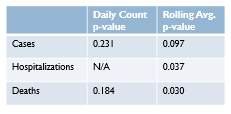 Daily Count p-value Rolling Avg. p-value
Cases 0.231 0.097
Hospitalizations N/A 0.037
Deaths 0.184 0.030